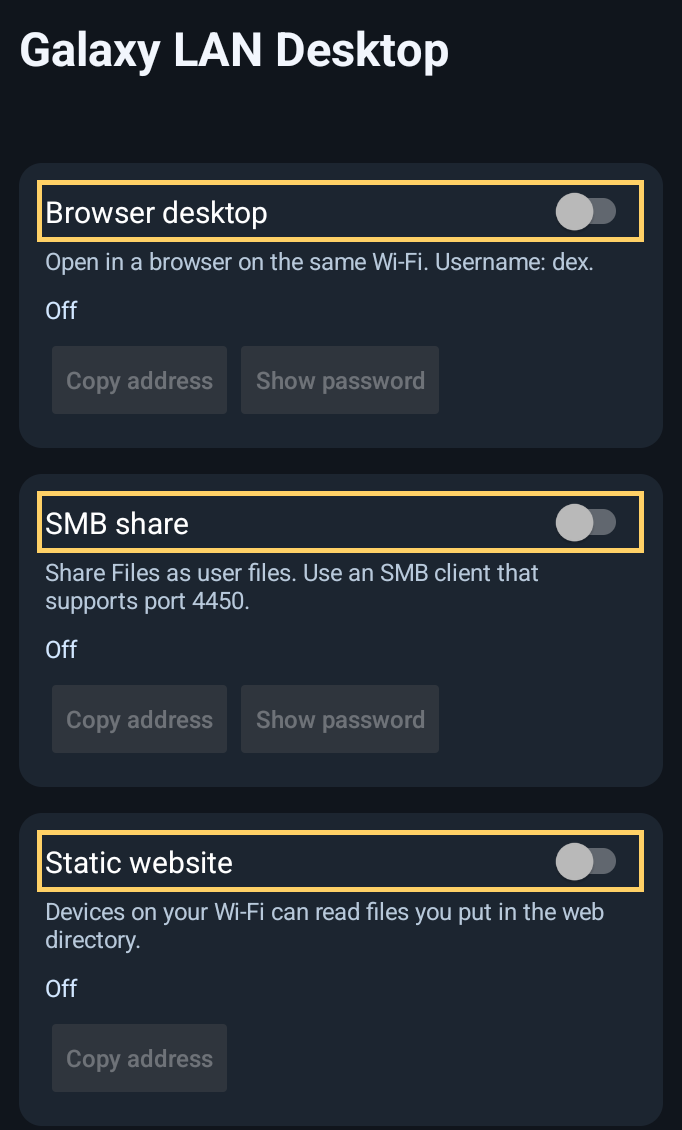 Galaxy LAN Desktop
Browser desktop
Open in a browser on the same Wi-Fi. Username: dex.
Off
Copy address
Show password
SMB share
Share Files as user files. Use an SMB client that
supports port 4450.
Off
Copy address
Show password
Static website
Devices on your Wi-Fi can read files you put in the web
directory.
Off
Copy address